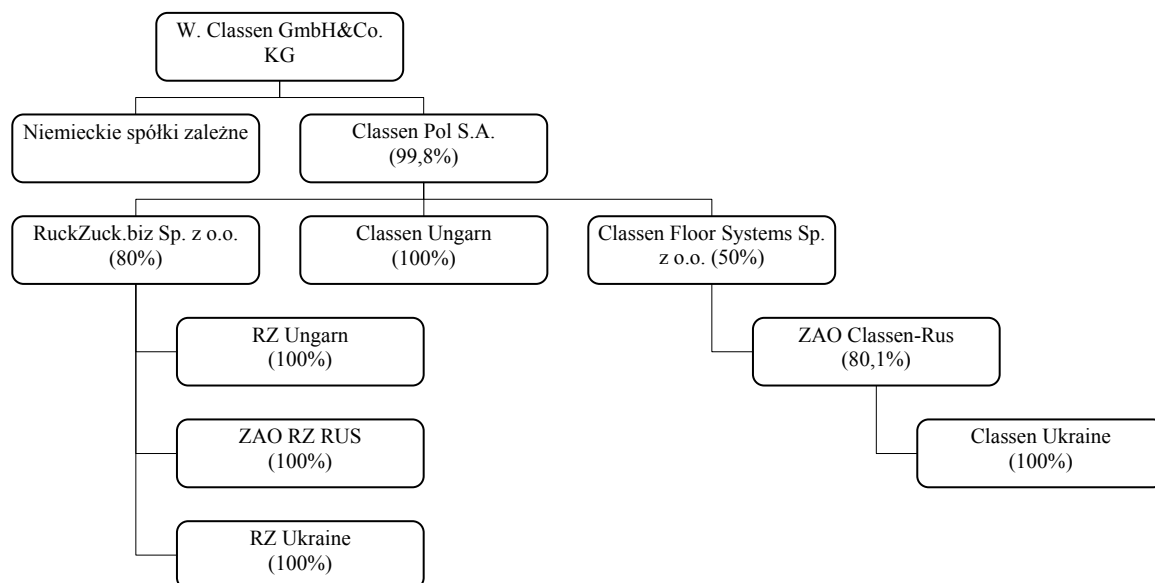 W. Classen GmbH&Co.
KG
Niemieckie spółki zależne
Classen Pol S.A.
(99,8%)
RuckZuck.biz Sp. z o.o.
(80%)
Classen Ungarn
(100%)
Classen Floor Systems Sp.
z o.o. (50%)
RZ Ungarn
(100%)
ZAO Classen-Rus
(80,1%)
ZAO RZ RUS
(100%)
Classen Ukraine
(100%)
RZ Ukraine
(100%)